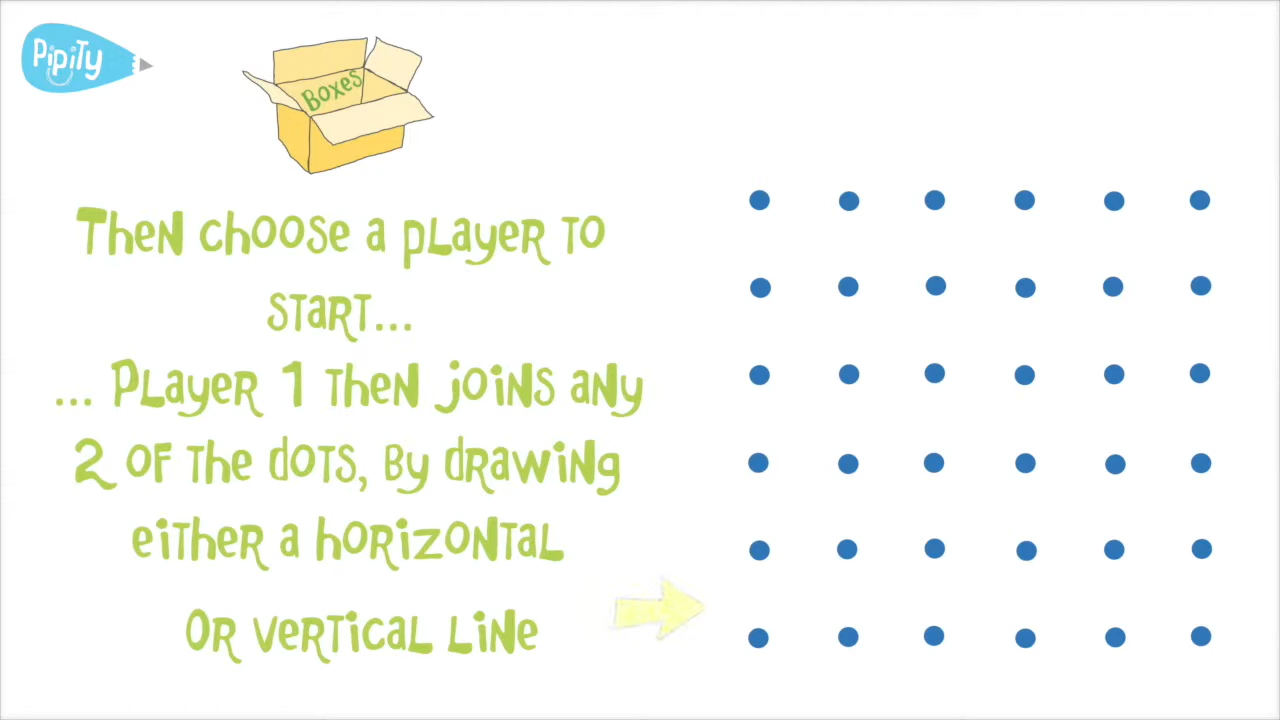 Pipity
Boxes
Then choose a player to
start...
... Player 1 then joins any
2 of the dots, by drawing
either a horizontal
Or vertical line